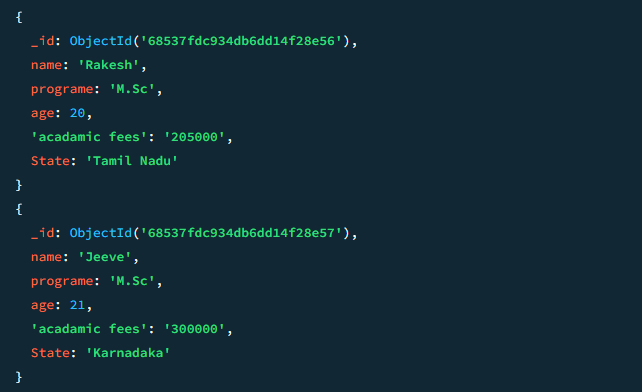 {
_id: ObjectId('68537fdc934db6dd14f28e56'),
name: 'Rakesh',
programe: 'M.Sc',
age: 20,
'acadamic fees': '205000',
State: 'Tamil Nadu'
}
{
_id: ObjectId('68537fdc934db6dd14f28e57'),
name: 'Jeeve',
programe: 'M.Sc',
age: 21,
'acadamic fees': '300000',
State: 'Karnadaka'
}